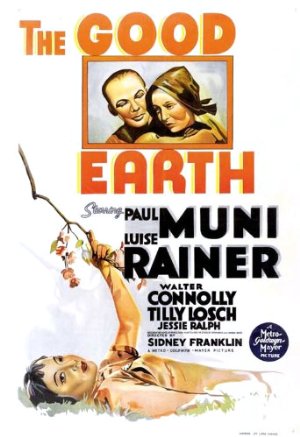 THE GOOD
EARTH
Starring PAUL MUNI
LUISE RAINER
WALTER
CONNOLLY
TILLY LOSCH
JESSIE RALPH
DIRECTED BY
SIDNEY FRANKLIN
A METRO-GOLDWYN-MAYER PICTURE
A
Metro-
Goldwyn-
Mayer
PICTURE